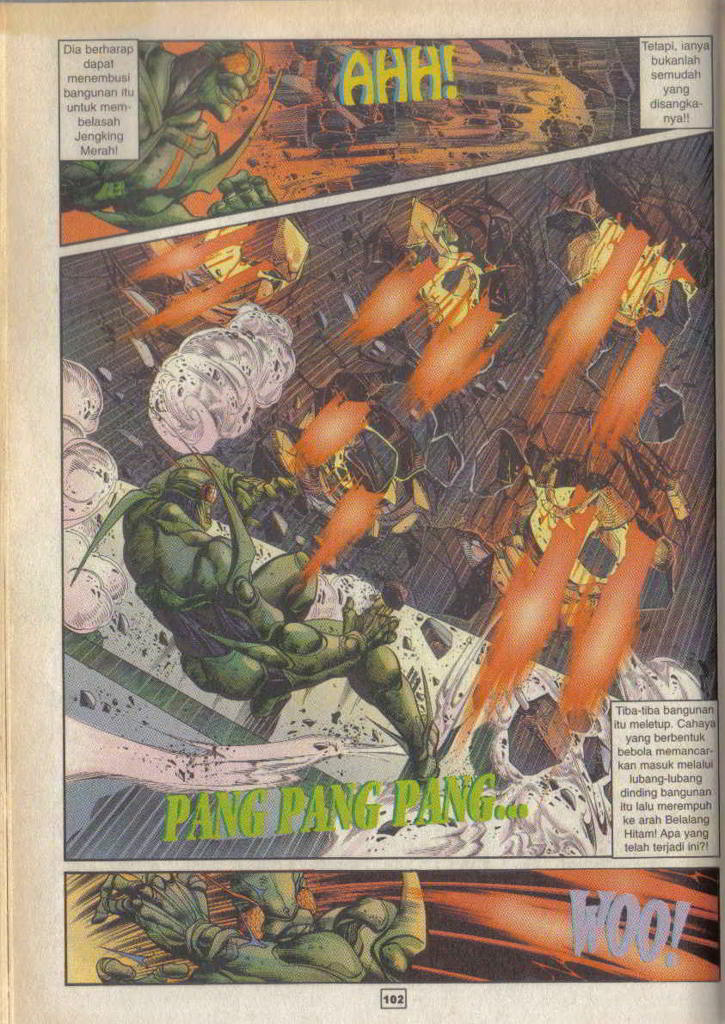 Dia berharap
dapat
menembusi
bangunan itu
untuk mem-
belasah
Jengking
Merah!
AHH!
Tetapi, ianya
bukanlah
semudah
yang
disangka-
nya!!
Tiba-tiba bangunan
itu meletup. Cahaya
yang berbentuk
bebola memancar-
kan masuk melalui
lubang-lubang
dinding bangunan
itu lalu merempuh
ke arah Belalang
Hitam! Apa yang
telah terjadi ini?!
PANG PANG PANG...
WOO!
102